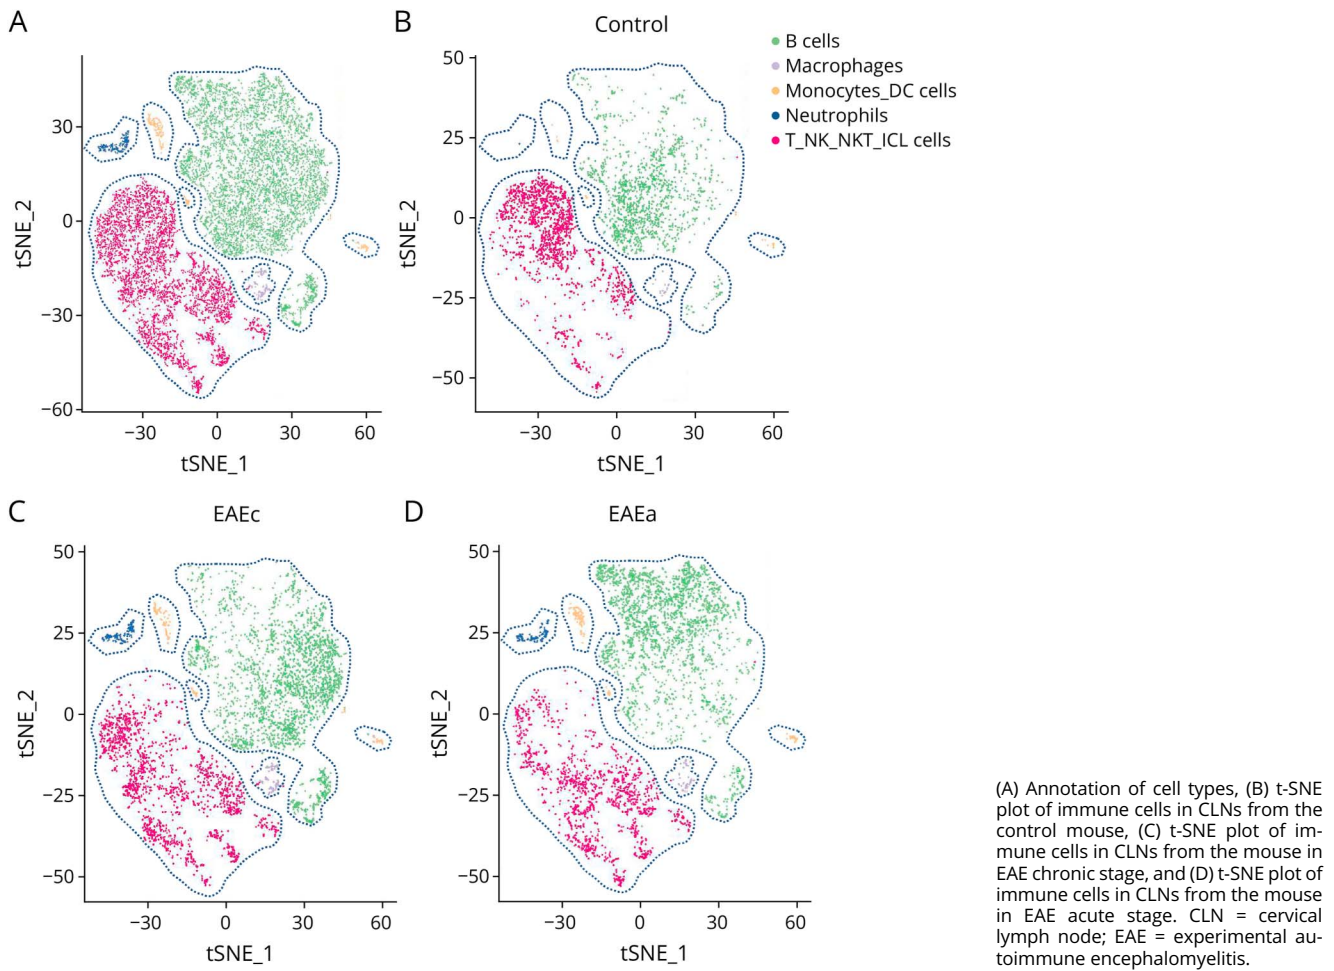 A
30
0
−30
−60
−30
0
30
60
tSNE_2
tSNE_1
B
Control
50
25
0
−25
−50
−30
0
30
60
tSNE_2
tSNE_1
B cells
Macrophages
Monocytes_DC cells
Neutrophils
T_NK_NKT_ICL cells
C
EAEc
50
25
0
−25
−50
−30
0
30
60
tSNE_2
tSNE_1
D
EAEa
50
25
0
−25
−50
−30
0
30
60
tSNE_2
tSNE_1
(A) Annotation of cell types, (B) t-SNE
plot of immune cells in CLNs from the
control mouse, (C) t-SNE plot of im-
mune cells in CLNs from the mouse in
EAE chronic stage, and (D) t-SNE plot of
immune cells in CLNs from the mouse
in EAE acute stage. CLN = cervical
lymph node; EAE = experimental au-
toimmune encephalomyelitis.